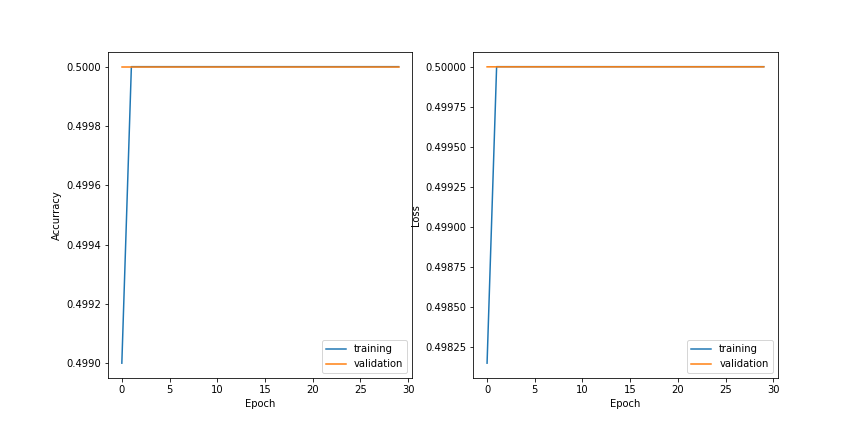 0.5000
0.4998
0.4996
0.4994
0.4992
0.4990
Accurracy
0 5 10 15 20 25 30
Epoch
training
validation
0.50000
0.49975
0.49950
0.49925
0.49900
0.49875
0.49850
0.49825
Loss
0 5 10 15 20 25 30
Epoch
training
validation